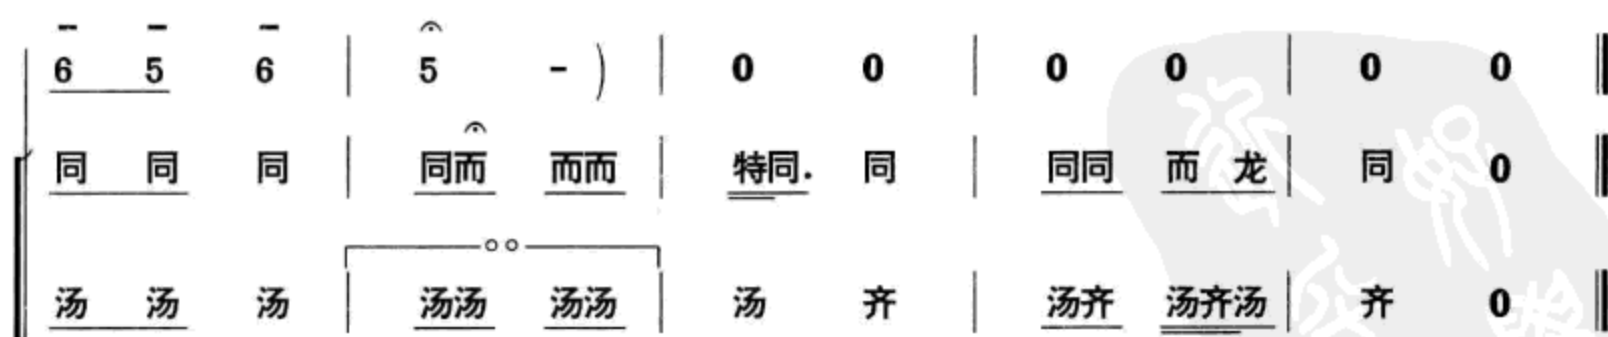 6 5 6 | 5 - ) | 0 0 | 0 0 | 0 0
同 同 同 | 同而 而而 | 特同. 同 | 同同 而 龙 | 同 0
汤 汤 汤 | 汤汤 汤汤 | 汤 齐 | 汤齐 汤齐汤 | 齐 0